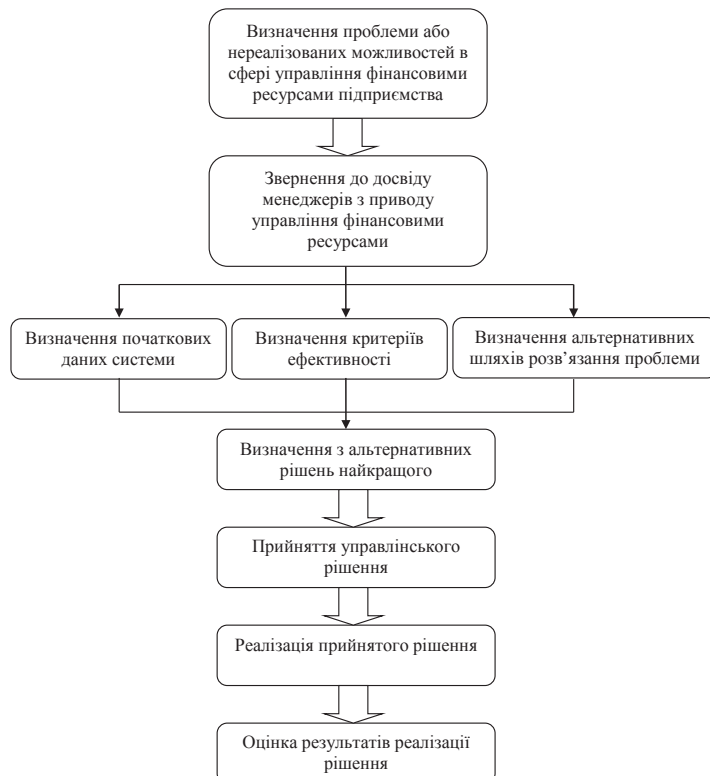 Визначення проблеми або
нереалізованих можливостей в
сфері управління фінансовими
ресурсами підприємства
Звернення до досвіду
менеджерів з приводу
управління фінансовими
ресурсами
Визначення початкових
даних системи
Визначення критеріїв
ефективності
Визначення альтернативних
шляхів розв’язання проблеми
Визначення з альтернативних
рішень найкращого
Прийняття управлінського
рішення
Реалізація прийнятого рішення
Оцінка результатів реалізації
рішення